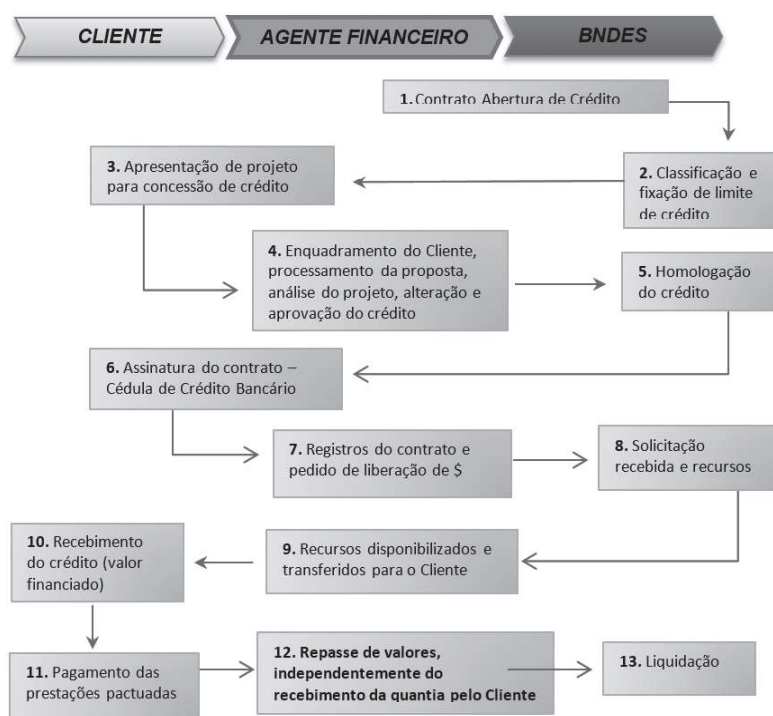 CLIENTE
AGENTE FINANCEIRO
BNDES
1. Contrato Abertura de Crédito
2. Classificação e
fixação de limite
de crédito
3. Apresentação de projeto
para concessão de crédito
4. Enquadramento do Cliente,
processamento da proposta,
análise do projeto, alteração e
aprovação do crédito
5. Homologação
do crédito
6. Assinatura do contrato –
Cédula de Crédito Bancário
7. Registros do contrato e
pedido de liberação de $
8. Solicitação
recebida e recursos
9. Recursos disponibilizados e
transferidos para o Cliente
10. Recebimento
do crédito (valor
financiado)
11. Pagamento das
prestações pactuadas
12. Repasse de valores,
independentemente do
recebimento da quantia pelo Cliente
13. Liquidação